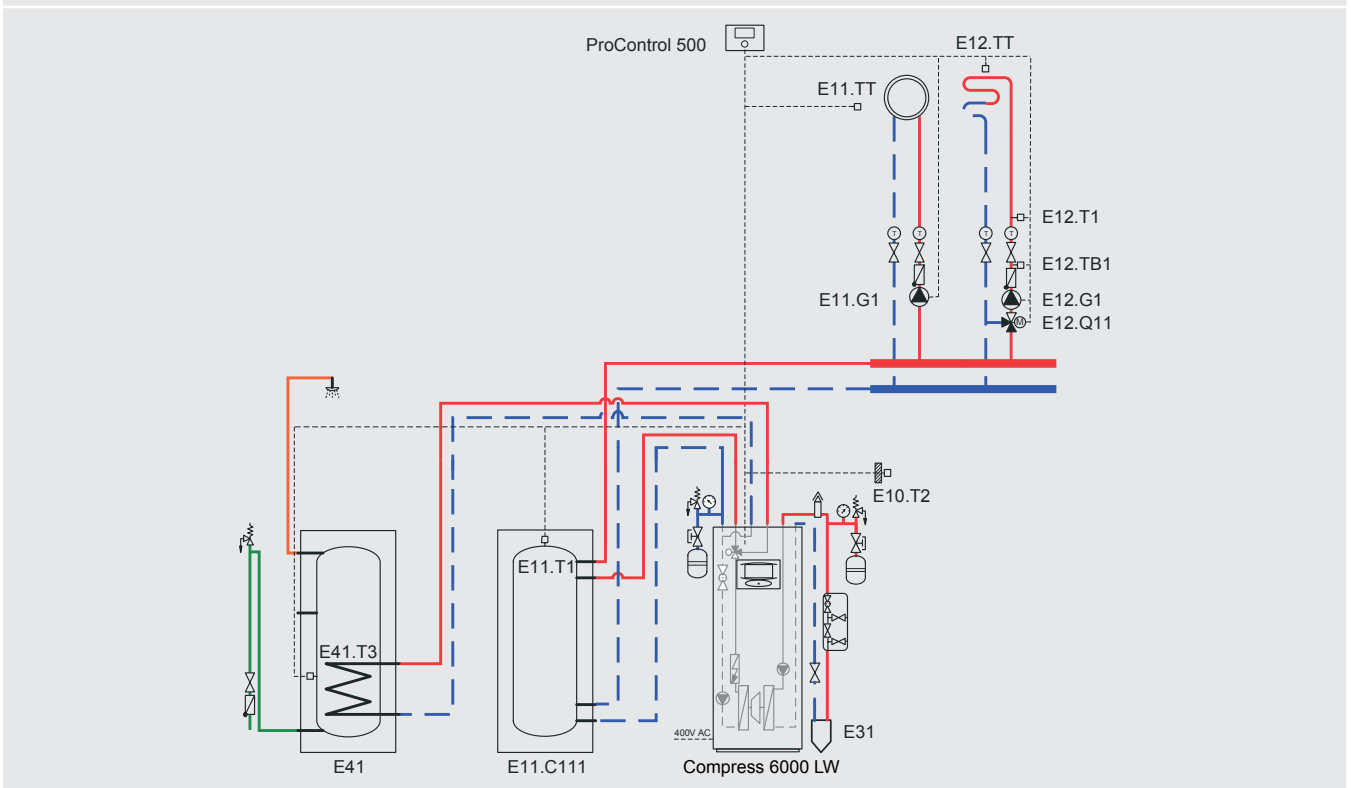 ProControl 500
E12.TT
E11.TT
E12.T1
E12.TB1
E11.G1
E12.G1
E12.Q11
T
T
T
T
M
E10.T2
E11.T1
E41.T3
400V AC
E31
E41
E11.C111
Compress 6000 LW